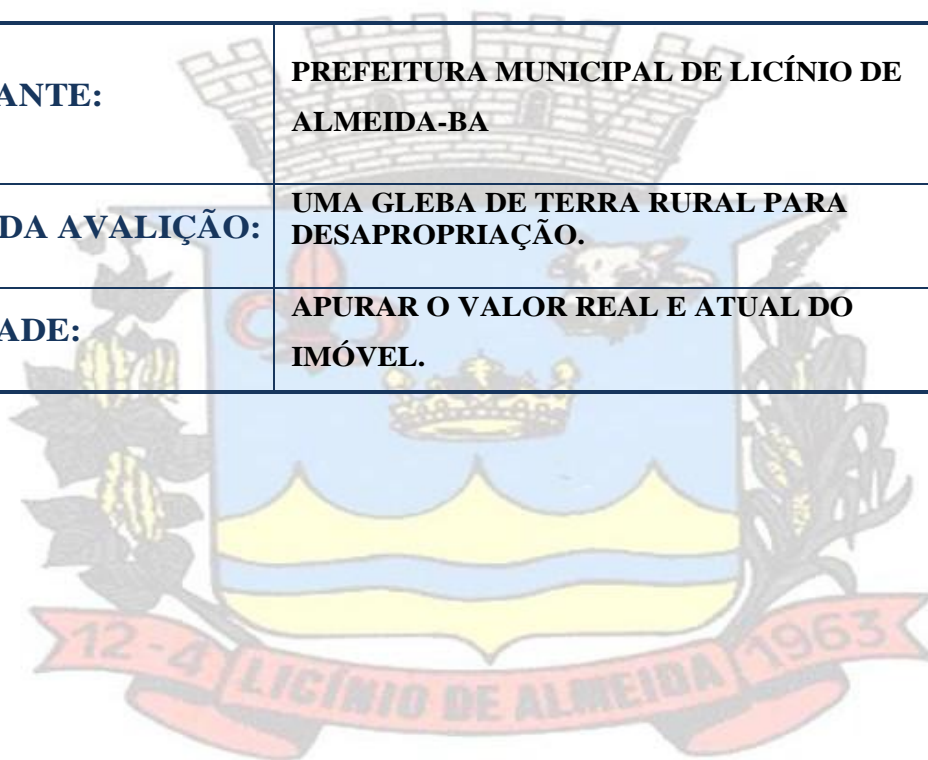 ANTE:
PREFEITURA MUNICIPAL DE LICÍNIO DE
ALMEIDA-BA
DA AVALIÇÃO:
UMA GLEBA DE TERRA RURAL PARA
DESAPROPRIAÇÃO.
ADE:
APURAR O VALOR REAL E ATUAL DO
IMÓVEL.
12-4 LICÍNIO DE ALMEIDA 1963